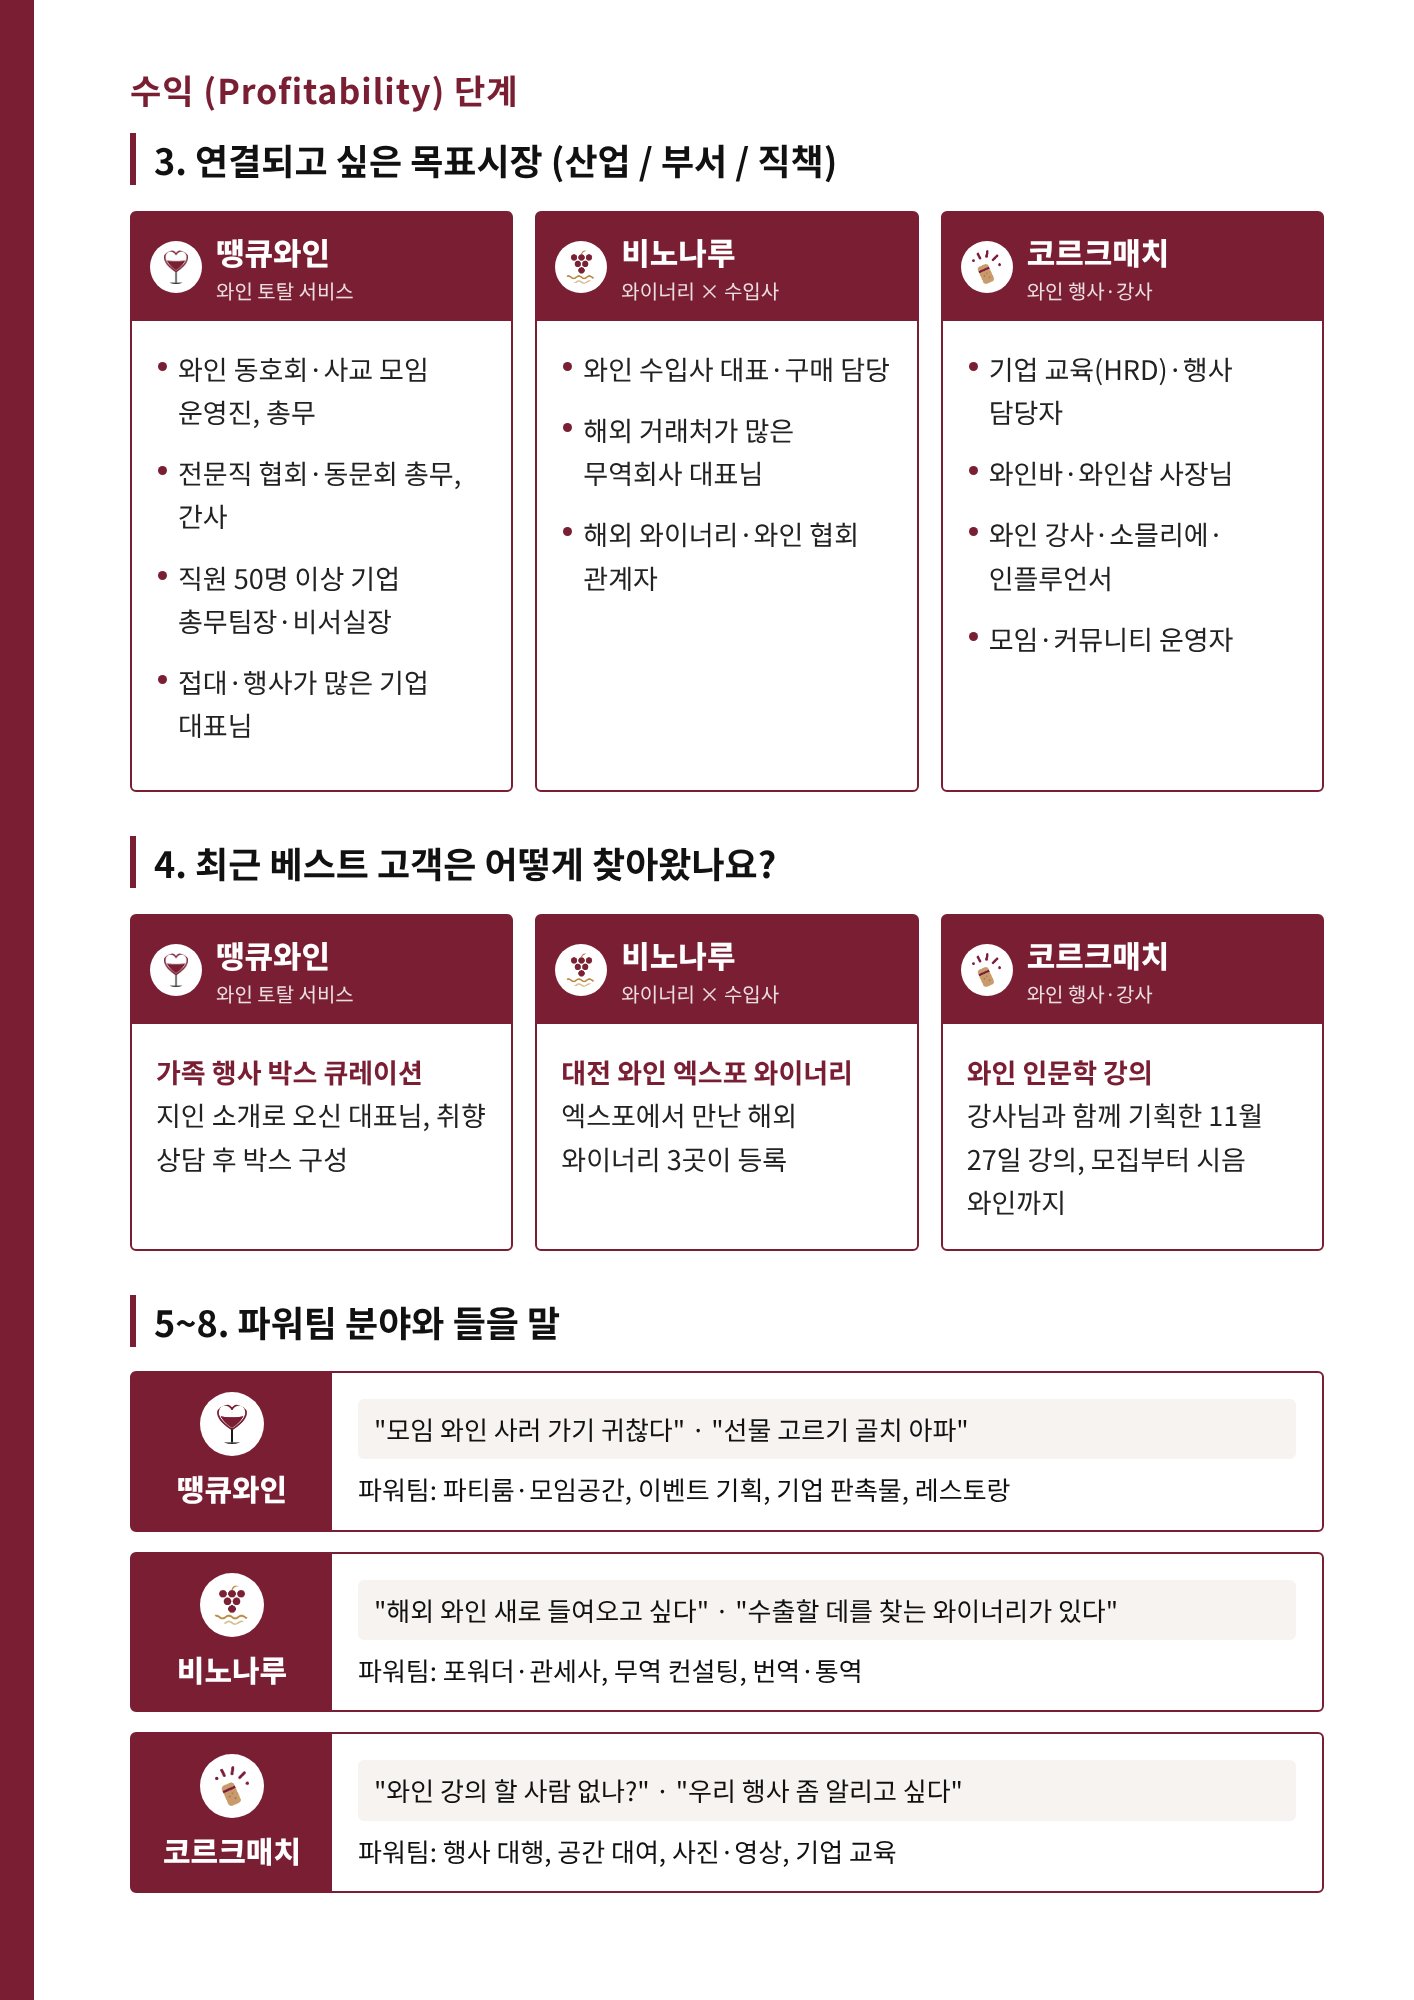 수익 (Profitability) 단계
3. 연결되고 싶은 목표시장 (산업 / 부서 / 직책)
땡큐와인
와인 토탈 서비스
와인 동호회·사교 모임
운영진, 총무
전문직 협회·동문회 총무,
간사
직원 50명 이상 기업
총무팀장·비서실장
접대·행사가 많은 기업
대표님
비노나루
와이너리 × 수입사
와인 수입사 대표·구매 담당
해외 거래처가 많은
무역회사 대표님
해외 와이너리·와인 협회
관계자
코르크매치
와인 행사·강사
기업 교육(HRD)·행사
담당자
와인바·와인샵 사장님
와인 강사·소믈리에·
인플루언서
모임·커뮤니티 운영자
4. 최근 베스트 고객은 어떻게 찾아왔나요?
땡큐와인
와인 토탈 서비스
가족 행사 박스 큐레이션
지인 소개로 오신 대표님, 취향
상담 후 박스 구성
비노나루
와이너리 × 수입사
대전 와인 엑스포 와이너리
엑스포에서 만난 해외
와이너리 3곳이 등록
코르크매치
와인 행사·강사
와인 인문학 강의
강사님과 함께 기획한 11월
27일 강의, 모집부터 시음
와인까지
5~8. 파워팀 분야와 들을 말
땡큐와인
"모임 와인 사러 가기 귀찮다" · "선물 고르기 골치 아파"
파워팀: 파티룸·모임공간, 이벤트 기획, 기업 판촉물, 레스토랑
비노나루
"해외 와인 새로 들여오고 싶다" · "수출할 데를 찾는 와이너리가 있다"
파워팀: 포워더·관세사, 무역 컨설팅, 번역·통역
코르크매치
"와인 강의 할 사람 없나?" · "우리 행사 좀 알리고 싶다"
파워팀: 행사 대행, 공간 대여, 사진·영상, 기업 교육